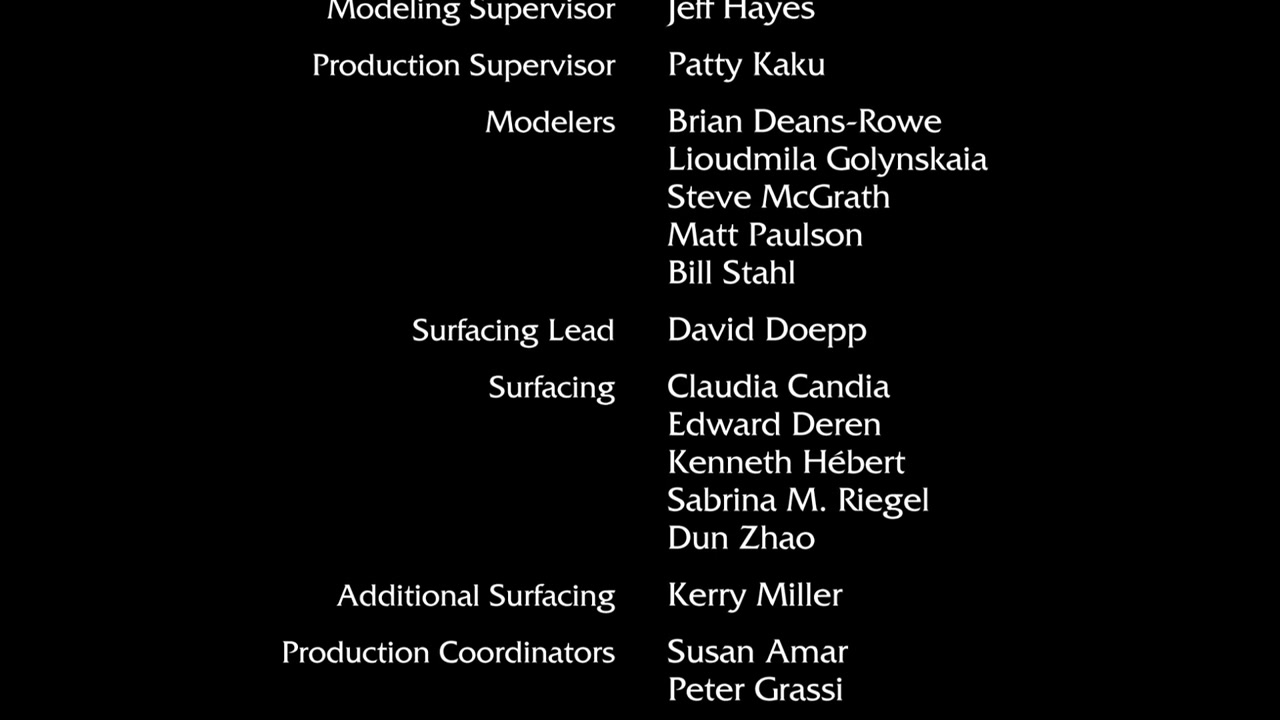 Modeling Supervisor Jeff Hayes
Production Supervisor Patty Kaku
Modelers Brian Deans-Rowe
Lioudmila Golynskaia
Steve McGrath
Matt Paulson
Bill Stahl
Surfacing Lead David Doepp
Surfacing Claudia Candia
Edward Deren
Kenneth Hébert
Sabrina M. Riegel
Dun Zhao
Additional Surfacing Kerry Miller
Production Coordinators Susan Amar
Peter Grassi